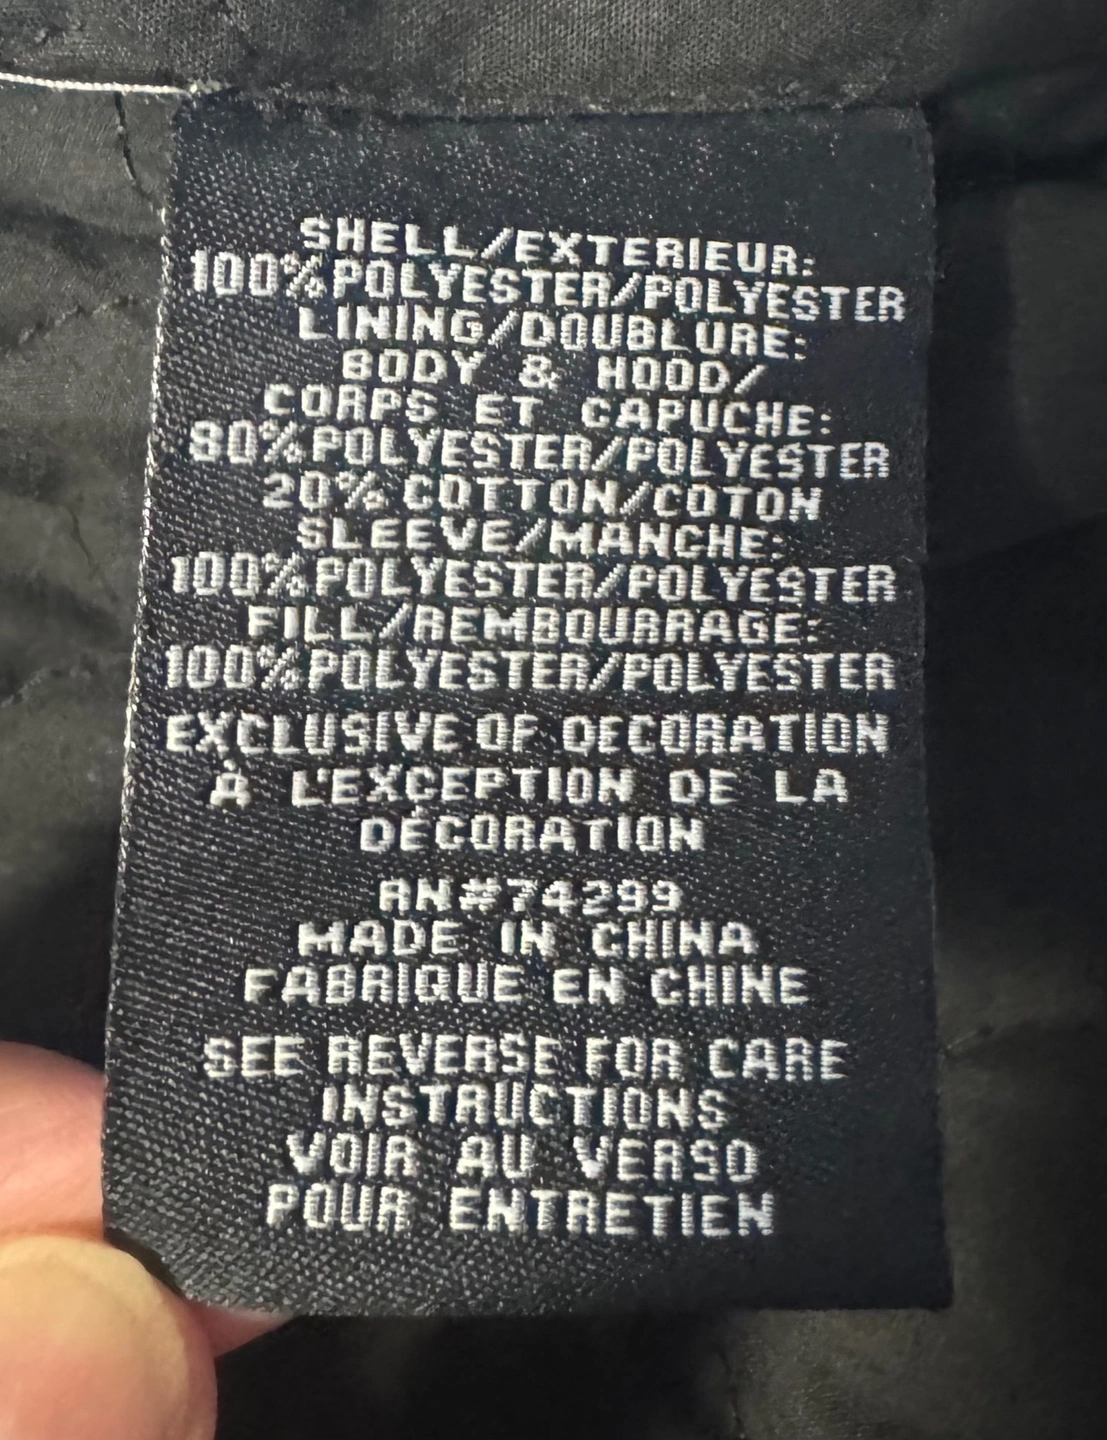 SHELL/EXTERIEUR:
100% POLYESTER/POLYESTER
LINING/DOUBLURE:
BODY & HOOD/
CORPS ET CAPUCHE:
80% POLYESTER/POLYESTER
20% COTTON/COTON
SLEEVE/MANCHE:
100% POLYESTER/POLYESTER
FILL/REMBOURRAGE:
100% POLYESTER/POLYESTER
EXCLUSIVE OF DECORATION
À L'EXCEPTION DE LA
DÉCORATION
RN#74299
MADE IN CHINA
FABRIQUE EN CHINE
SEE REVERSE FOR CARE
INSTRUCTIONS
VOIR AU VERSO
POUR ENTRETIEN